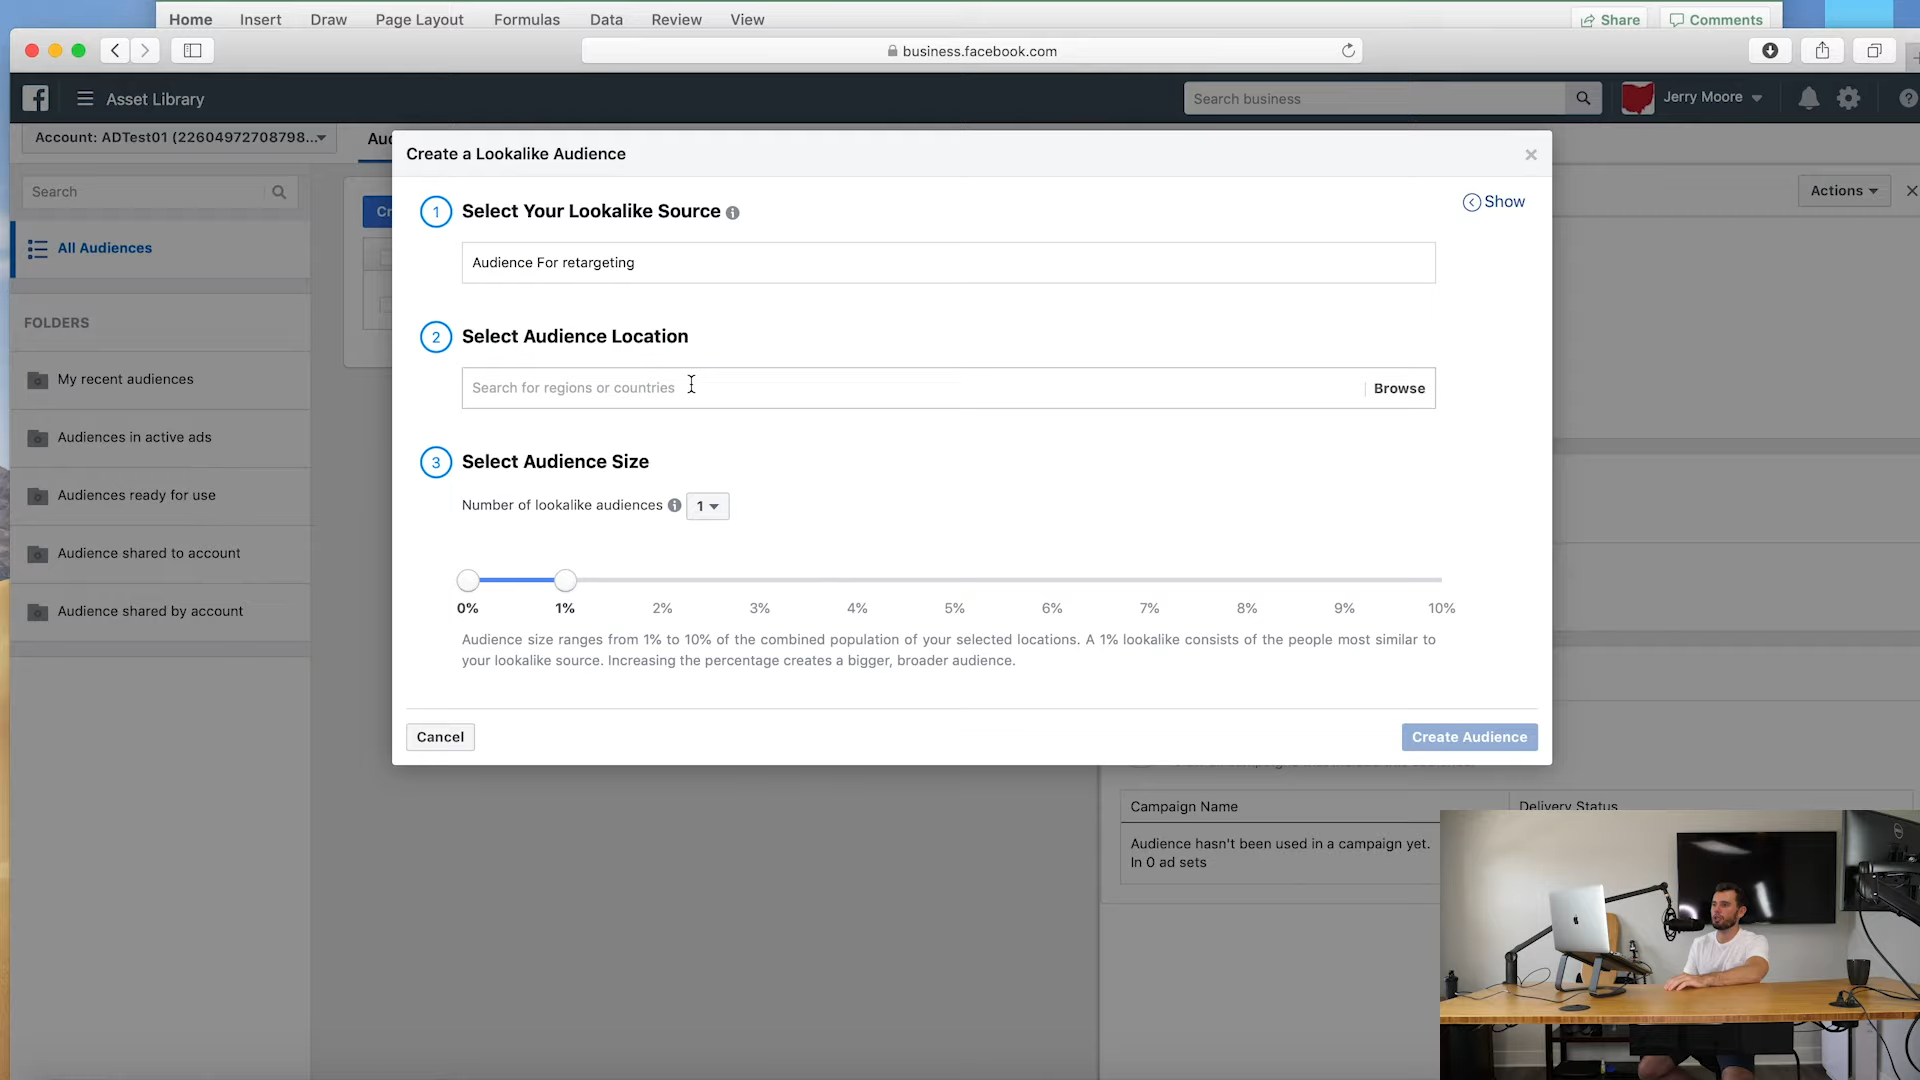 Home Insert Draw Page Layout Formulas Data Review View Share Comments
business.facebook.com
Asset Library Search business Jerry Moore
Account: ADTest01 (22604972708798...
Search
All Audiences
FOLDERS
My recent audiences
Audiences in active ads
Audiences ready for use
Audience shared to account
Audience shared by account
Create a Lookalike Audience
Actions
Show
1 Select Your Lookalike Source
Audience For retargeting
2 Select Audience Location
Search for regions or countries Browse
3 Select Audience Size
Number of lookalike audiences 1
0% 1% 2% 3% 4% 5% 6% 7% 8% 9% 10%
Audience size ranges from 1% to 10% of the combined population of your selected locations. A 1% lookalike consists of the people most similar to
your lookalike source. Increasing the percentage creates a bigger, broader audience.
Cancel Create Audience
Campaign Name Delivery Status
Audience hasn't been used in a campaign yet.
In 0 ad sets